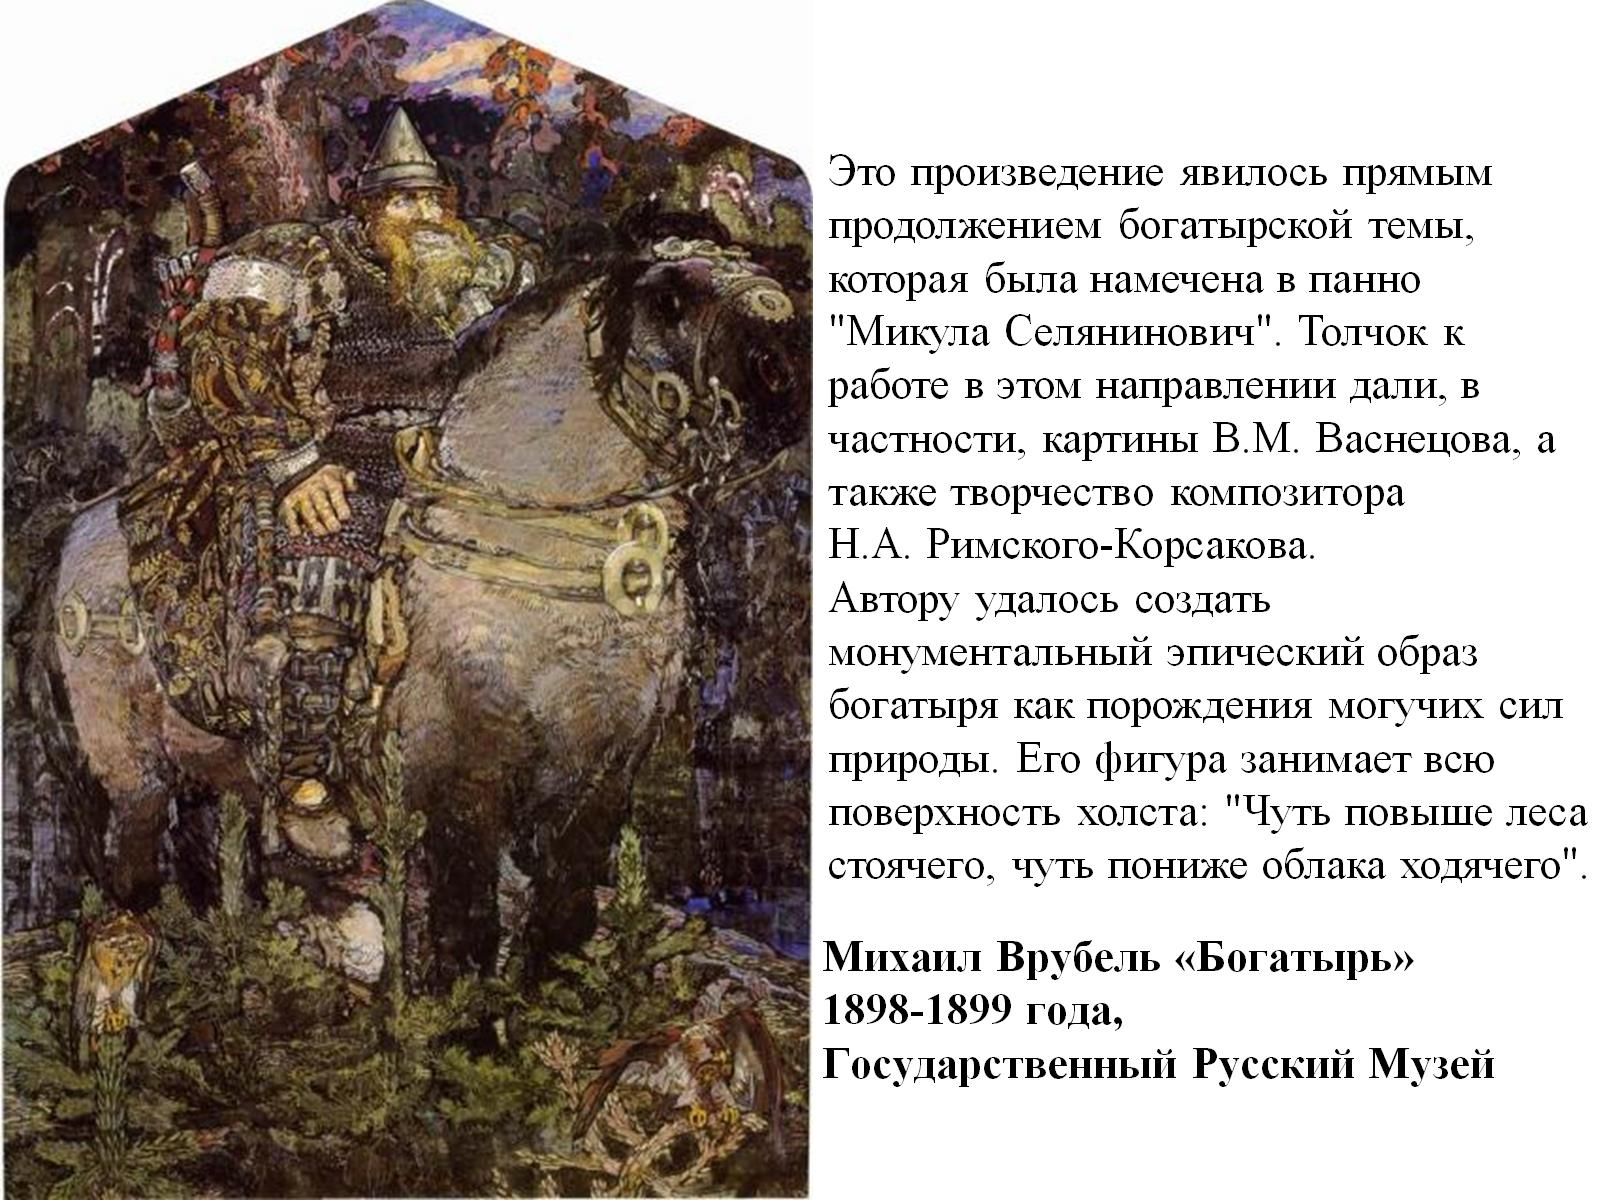 Это произведение явилось прямым
продолжением богатырской темы,
которая была намечена в панно
"Микула Селянинович". Толчок к
работе в этом направлении дали, в
частности, картины В.М. Васнецова, а
также творчество композитора
Н.А. Римского-Корсакова.
Автору удалось создать
монументальный эпический образ
богатыря как порождения могучих сил
природы. Его фигура занимает всю
поверхность холста: "Чуть повыше леса
стоячего, чуть пониже облака ходячего".
Михаил Врубель «Богатырь»
1898-1899 года,
Государственный Русский Музей